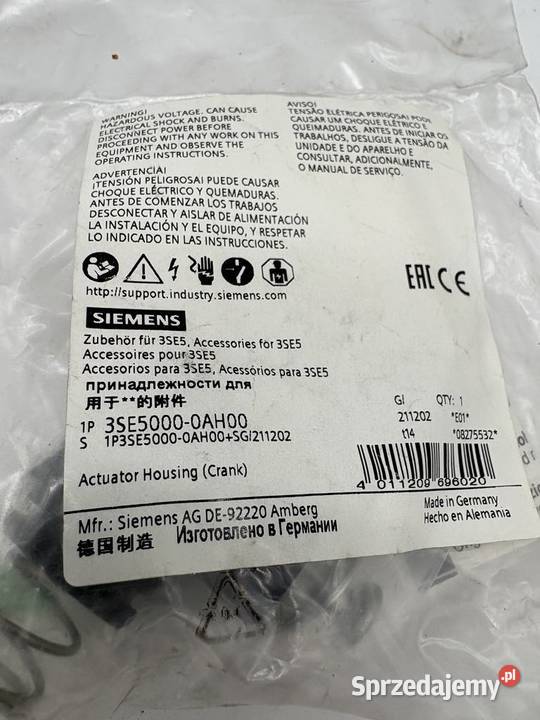 WARNING!
HAZARDOUS VOLTAGE. CAN CAUSE
ELECTRICAL SHOCK AND BURNS.
DISCONNECT POWER BEFORE
PROCEEDING WITH ANY WORK ON THIS
EQUIPMENT AND OBSERVE THE
OPERATING INSTRUCTIONS.
AVISO!
TENSÃO ELÉTRICA PERIGOSA! PODE
CAUSAR UM CHOQUE ELÉTRICO E
QUEIMADURAS. ANTES DE INICIAR OS
TRABALHOS, DESLIGUE A TENSÃO DA
UNIDADE E DO APARELHO E
CONSULTAR, ADICIONALMENTE,
O MANUAL DE SERVIÇO.
ADVERTENCIA!
¡TENSIÓN PELIGROSA! PUEDE CAUSAR
CHOQUE ELÉCTRICO Y QUEMADURAS.
ANTES DE COMENZAR LOS TRABAJOS
DESCONECTAR Y AISLAR DE ALIMENTACIÓN
LA INSTALACIÓN Y EL EQUIPO, Y RESPETAR
LO INDICADO EN LAS INSTRUCCIONES.
EAC CE
http://support.industry.siemens.com
SIEMENS
Zubehör für 3SE5, Accessories for 3SE5
Accessoires pour 3SE5
Accesorios para 3SE5, Acessórios para 3SE5
принадлежности для
用于**的附件
1P 3SE5000-0AH00
S 1P3SE5000-0AH00+SGI211202
GI QTY: 1
211202 *E01*
t14 *08275532*
Actuator Housing (Crank)
4 011209 696020
Mfr.: Siemens AG DE-92220 Amberg
德国制造 Изготовлено в Германии
Made in Germany
Hecho en Alemania
Sprzedajemy.pl